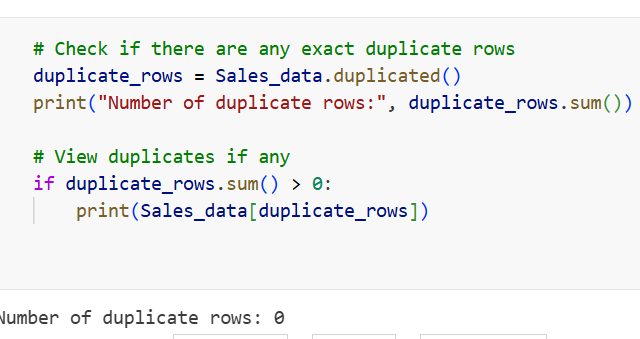 # Check if there are any exact duplicate rows
duplicate_rows = Sales_data.duplicated()
print("Number of duplicate rows:", duplicate_rows.sum())
# View duplicates if any
if duplicate_rows.sum() > 0:
    print(Sales_data[duplicate_rows])
Number of duplicate rows: 0